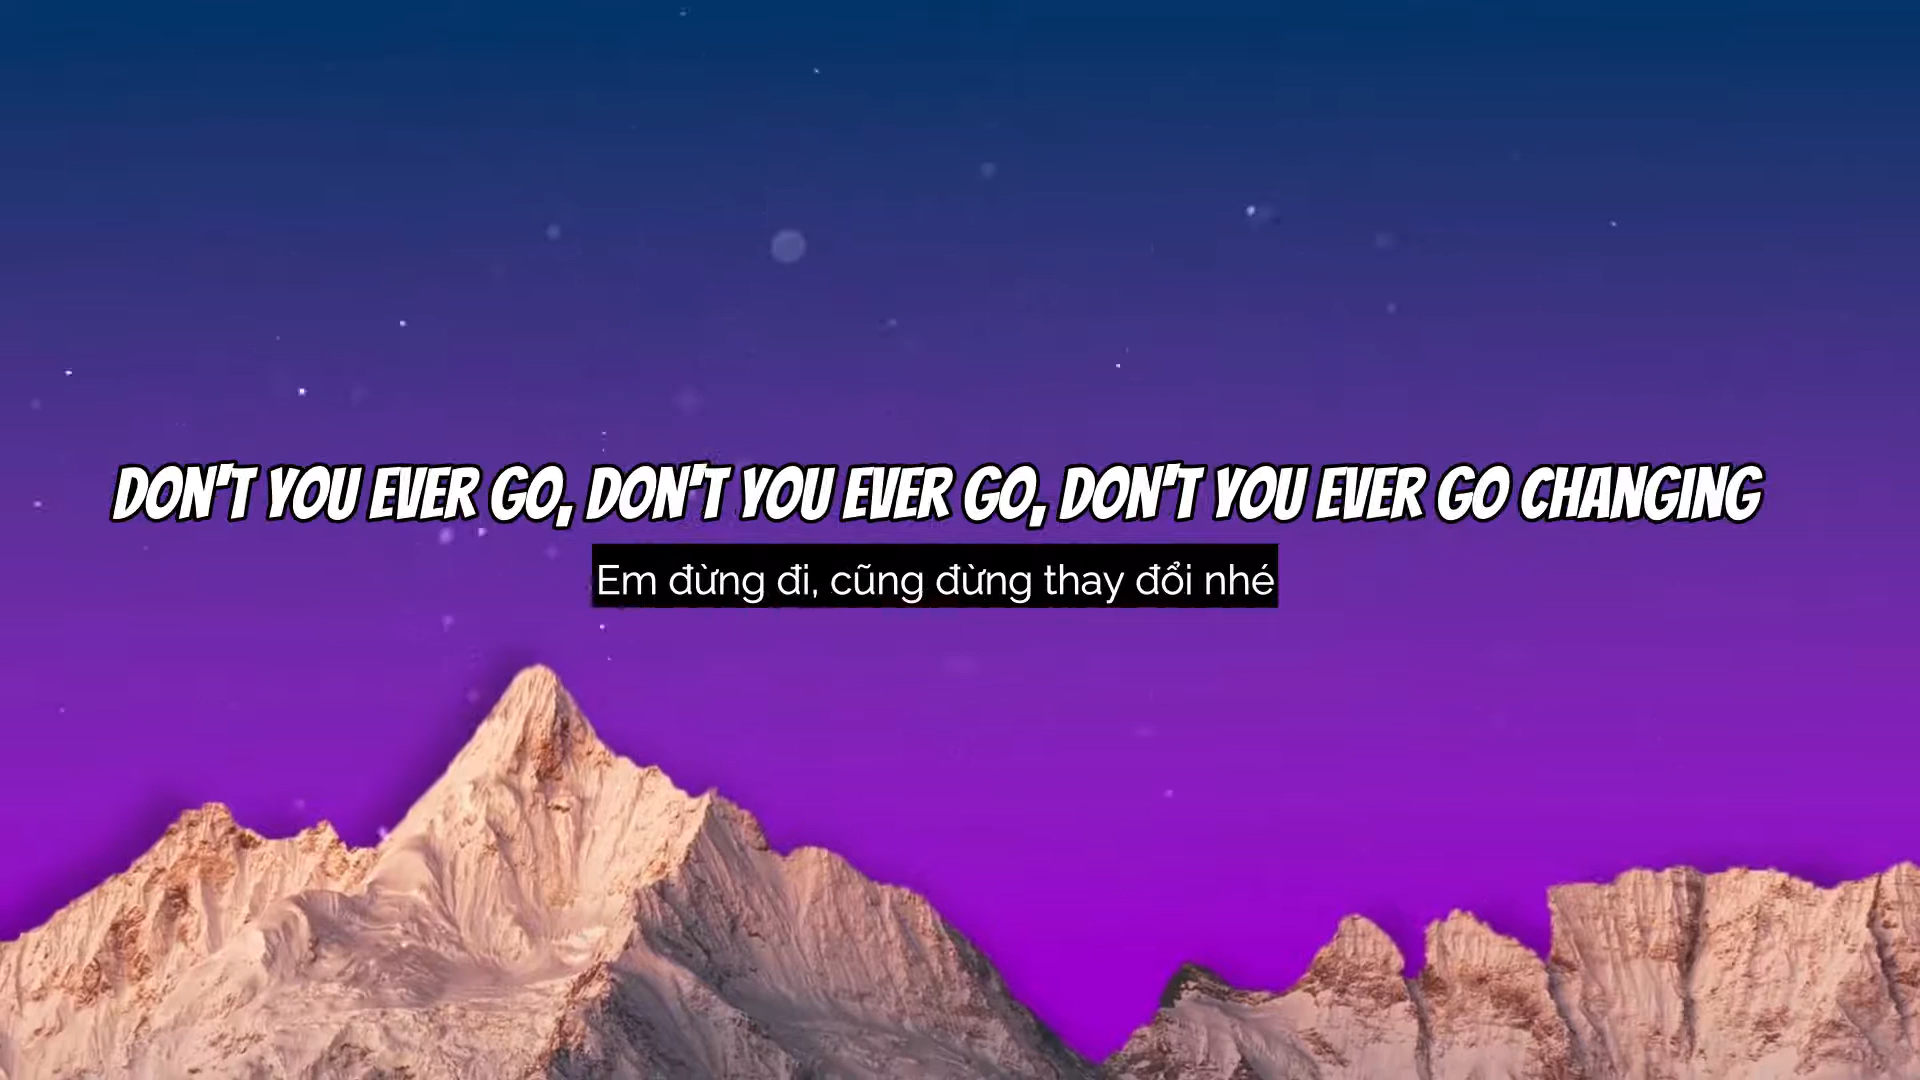 DON'T YOU EVER GO, DON'T YOU EVER GO, DON'T YOU EVER GO CHANGING
Em đừng đi, cũng đừng thay đổi nhé